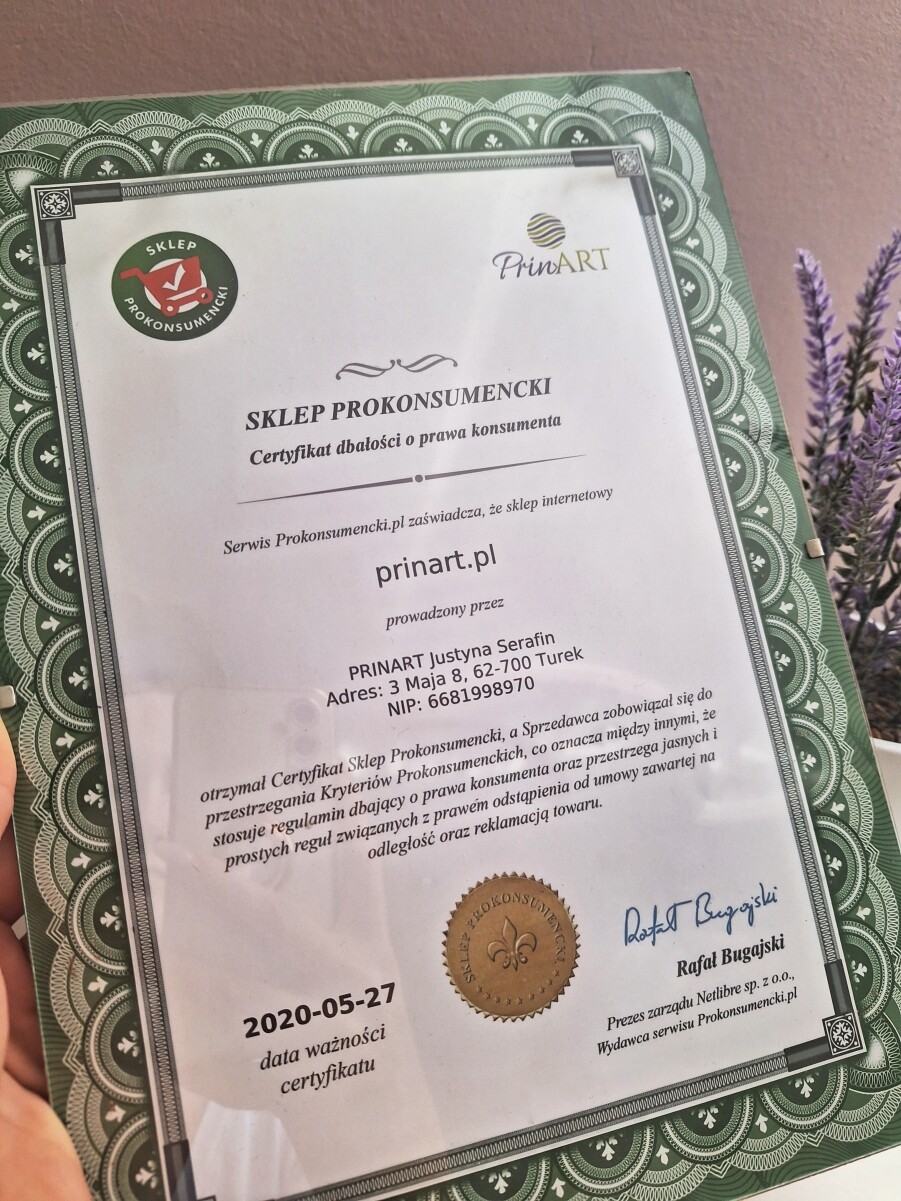 SKLEP PROKONSUMENCKI
PrinART
SKLEP PROKONSUMENCKI
Certyfikat dbałości o prawa konsumenta
Serwis Prokonsumencki.pl zaświadcza, że sklep internetowy
prinart.pl
prowadzony przez
PRINART Justyna Serafin
Adres: 3 Maja 8, 62-700 Turek
NIP: 6681998970
otrzymał Certyfikat Sklep Prokonsumencki, a Sprzedawca zobowiązał się do
przestrzegania Kryteriów Prokonsumenckich, co oznacza między innymi, że
stosuje regulamin dbający o prawa konsumenta oraz przestrzega jasnych i
prostych reguł związanych z prawem odstąpienia od umowy zawartej na
odległość oraz reklamacją towaru.
SKLEP PROKONSUMENCKI
Rafał Bugajski
Rafał Bugajski
Prezes zarządu Netlibre sp. z o.o.,
Wydawca serwisu Prokonsumencki.pl
2020-05-27
data ważności
certyfikatu